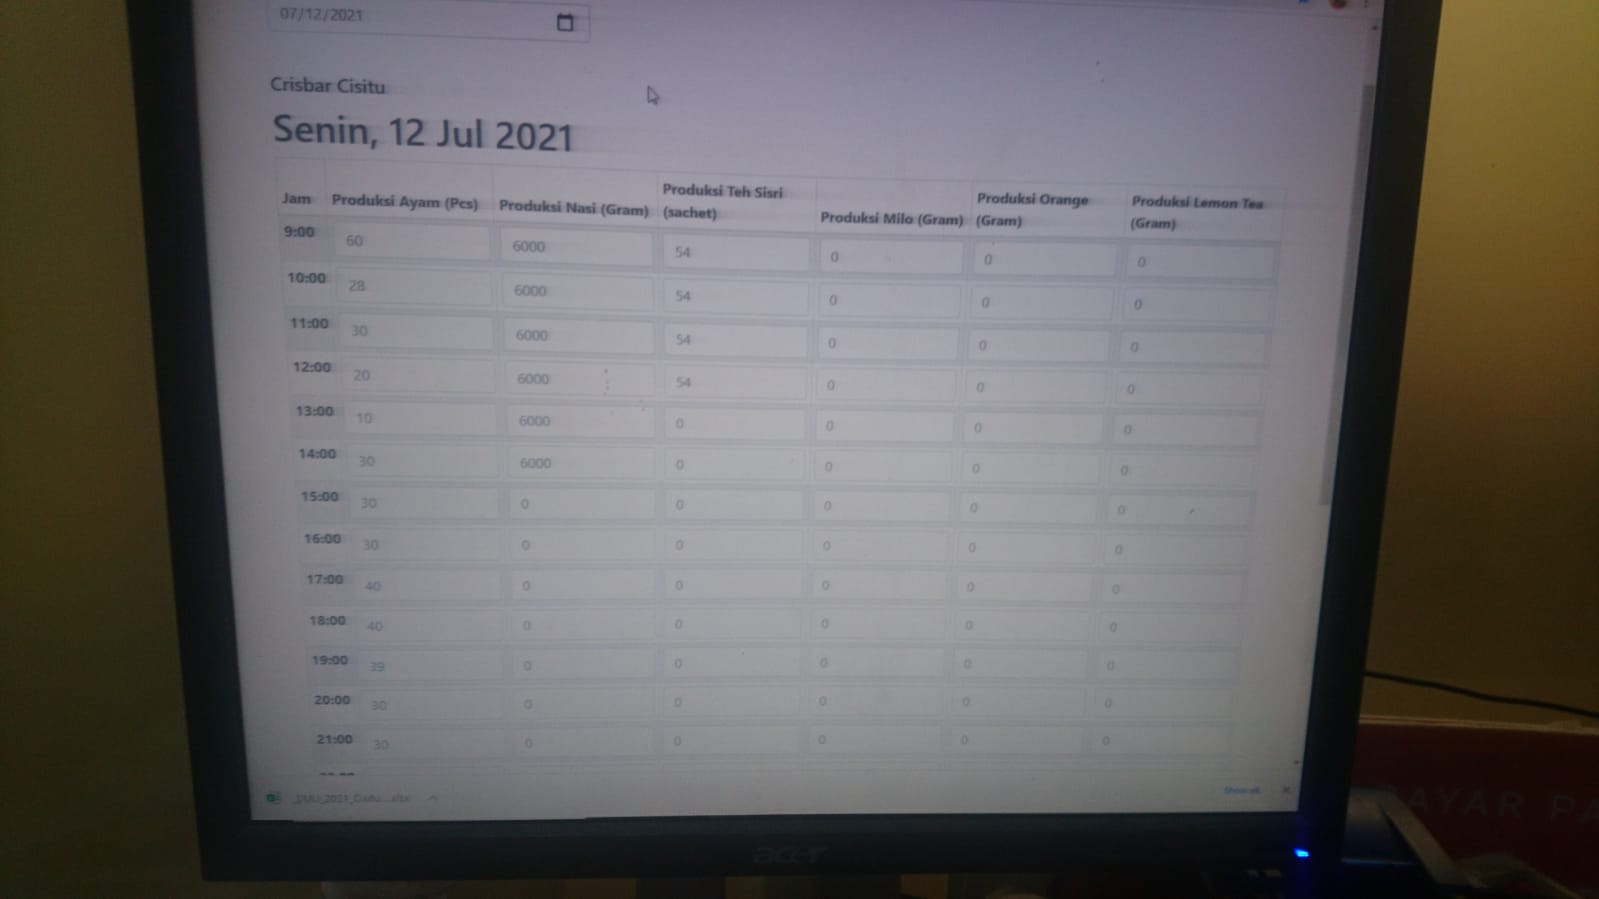 07/12/2021
Crisbar Cisitu
Senin, 12 Jul 2021
Jam Produksi Ayam (Pcs) Produksi Nasi (Gram) Produksi Teh Sisri (sachet) Produksi Milo (Gram) Produksi Orange (Gram) Produksi Lemon Tea (Gram)
9:00 60 6000 54 0 0 0
10:00 28 6000 54 0 0 0
11:00 30 6000 54 0 0 0
12:00 20 6000 54 0 0 0
13:00 10 6000 0 0 0 0
14:00 30 6000 0 0 0 0
15:00 30 0 0 0 0 0
16:00 30 0 0 0 0 0
17:00 40 0 0 0 0 0
18:00 40 0 0 0 0 0
19:00 39 0 0 0 0 0
20:00 30 0 0 0 0 0
21:00 30 0 0 0 0 0
Show all
acer
AYAR PA